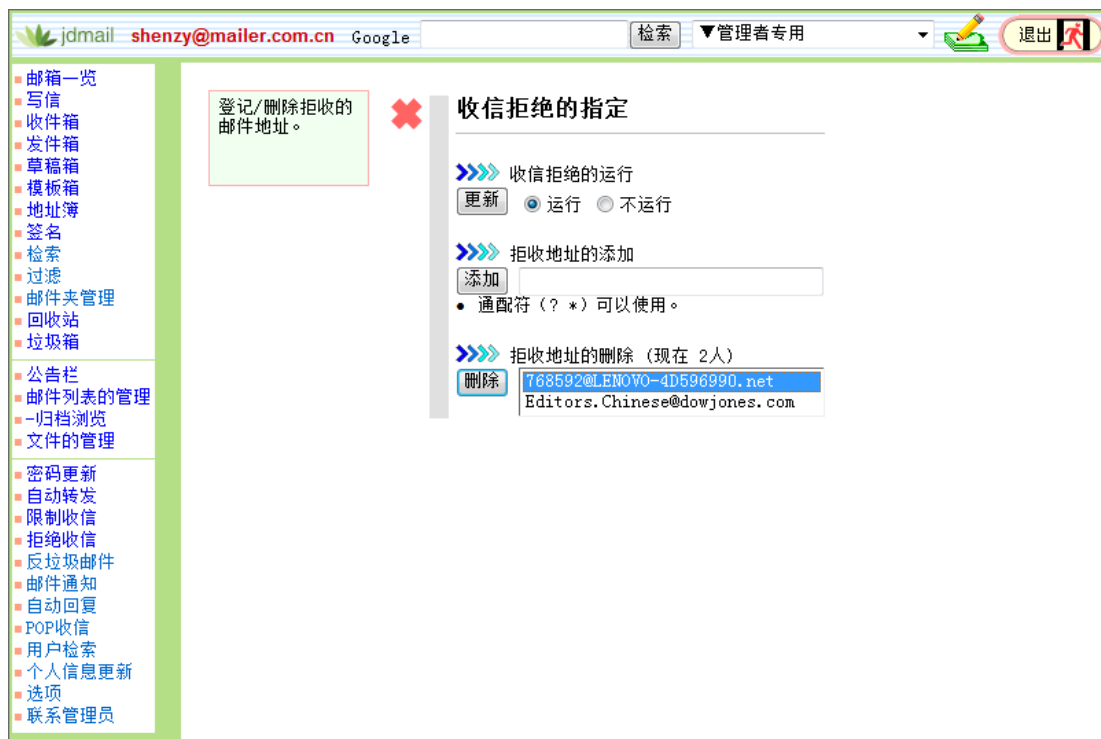 jdmail shenzy@mailer.com.cn Google 检索 ▼管理者专用 退出
邮箱一览
写信
收件箱
发件箱
草稿箱
模板箱
地址簿
签名
检索
过滤
邮件夹管理
回收站
垃圾箱
公告栏
邮件列表的管理
-归档浏览
文件的管理
密码更新
自动转发
限制收信
拒绝收信
反垃圾邮件
邮件通知
自动回复
POP收信
用户检索
个人信息更新
选项
联系管理员
登记/删除拒收的
邮件地址。
收信拒绝的指定
收信拒绝的运行
更新 运行 不运行
拒收地址的添加
添加
• 通配符（? *）可以使用。
拒收地址的删除 (现在 2人)
删除 768592@LENOVO-4D596990.net
Editors.Chinese@dowjones.com